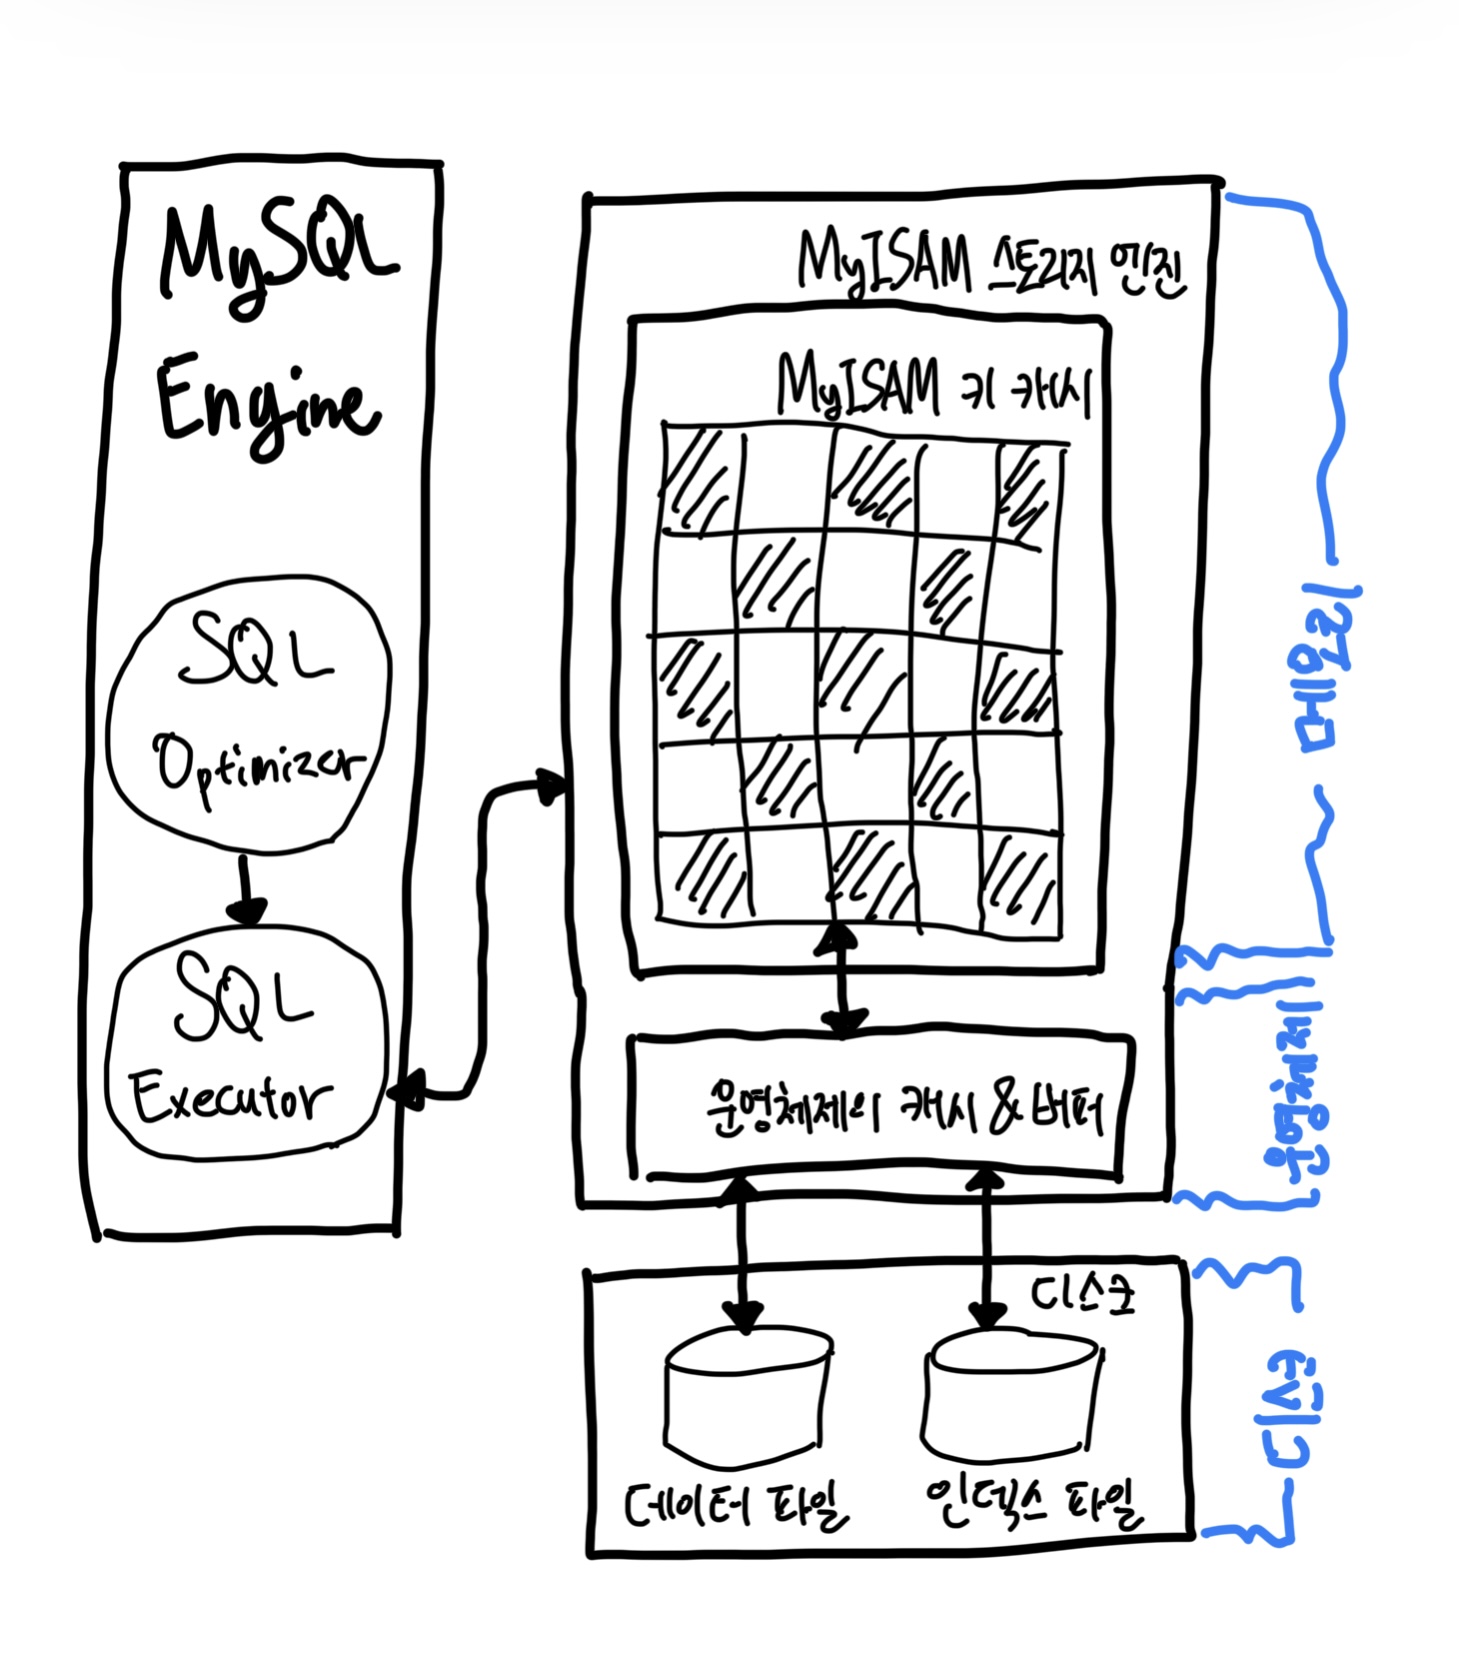 MySQL
Engine
SQL
Optimizer
SQL
Executor
MyISAM 스토리지 엔진
MyISAM 키 캐시
운영체제의 캐시 & 버퍼
디스크
데이터 파일
인덱스 파일
메모리
운영체제
디스크